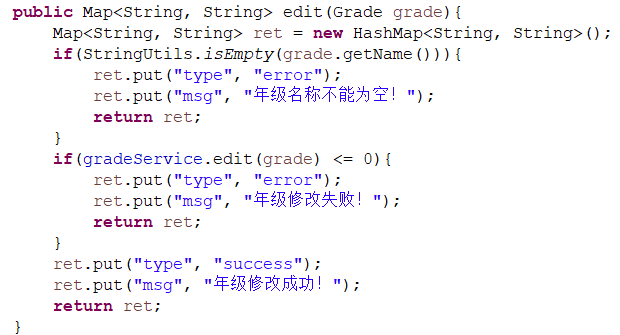 public Map<String, String> edit(Grade grade){
    Map<String, String> ret = new HashMap<String, String>();
    if(StringUtils.isEmpty(grade.getName())){
        ret.put("type", "error");
        ret.put("msg", "年级名称不能为空！");
        return ret;
    }
    if(gradeService.edit(grade) <= 0){
        ret.put("type", "error");
        ret.put("msg", "年级修改失败！");
        return ret;
    }
    ret.put("type", "success");
    ret.put("msg", "年级修改成功！");
    return ret;
}